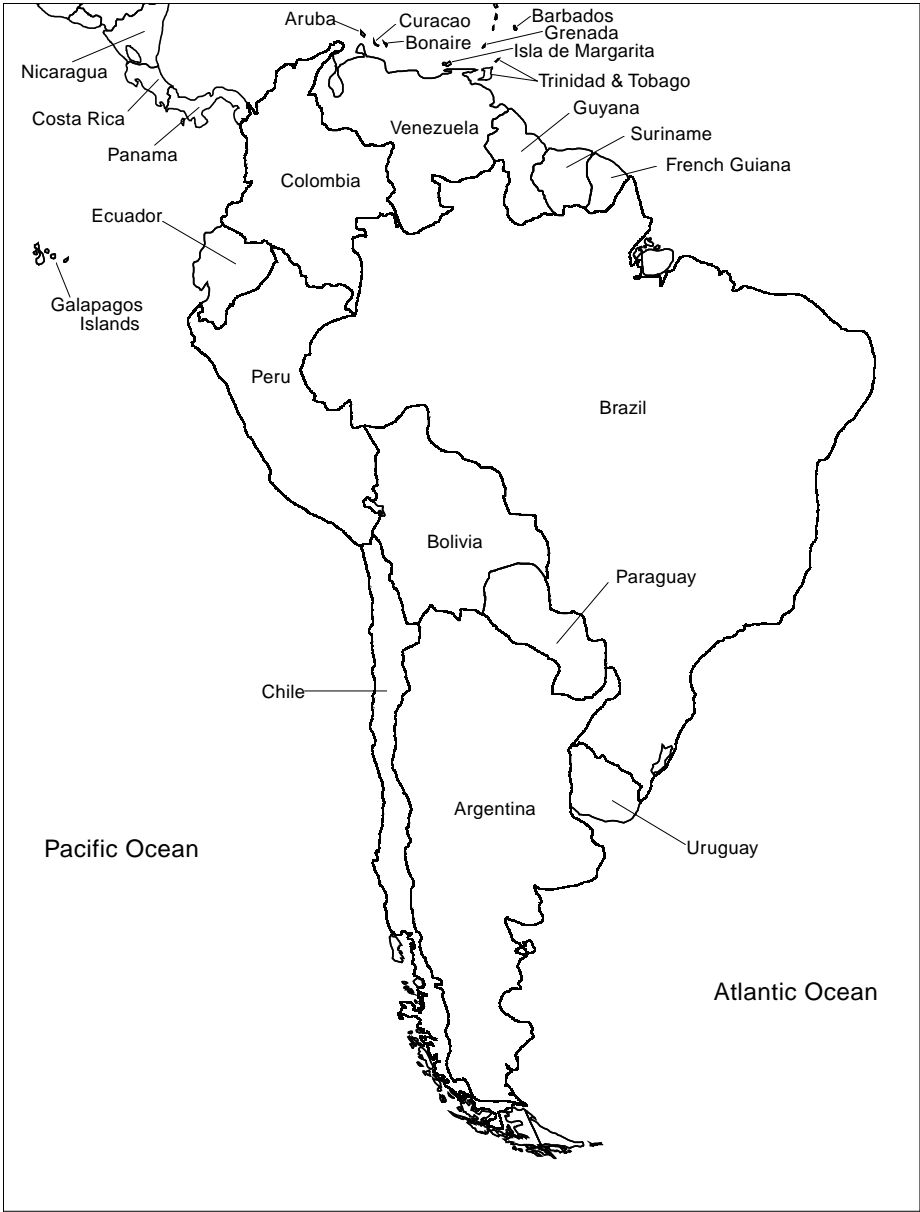 Aruba
Curacao
Barbados
Grenada
Bonaire
Isla de Margarita
Nicaragua
Trinidad & Tobago
Costa Rica
Guyana
Venezuela
Suriname
Panama
French Guiana
Colombia
Ecuador
Galapagos
Islands
Peru
Brazil
Bolivia
Paraguay
Chile
Argentina
Pacific Ocean
Uruguay
Atlantic Ocean